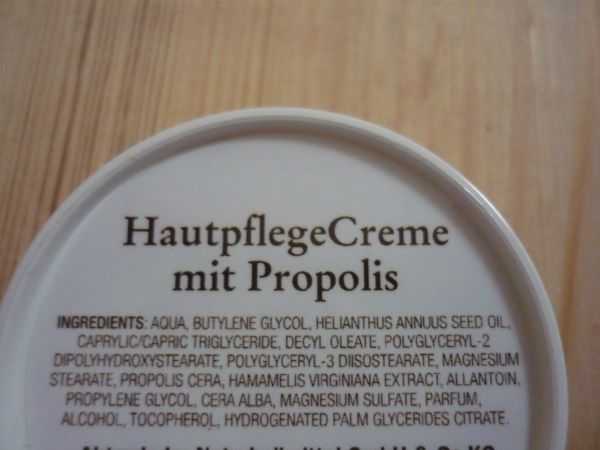 HautpflegeCreme
mit Propolis
INGREDIENTS: AQUA, BUTYLENE GLYCOL, HELIANTHUS ANNUUS SEED OIL,
CAPRYLIC/CAPRIC TRIGLYCERIDE, DECYL OLEATE, POLYGLYCERYL-2
DIPOLYHYDROXYSTEARATE, POLYGLYCERYL-3 DIISOSTEARATE, MAGNESIUM
STEARATE, PROPOLIS CERA, HAMAMELIS VIRGINIANA EXTRACT, ALLANTOIN,
PROPYLENE GLYCOL, CERA ALBA, MAGNESIUM SULFATE, PARFUM,
ALCOHOL, TOCOPHEROL, HYDROGENATED PALM GLYCERIDES CITRATE.